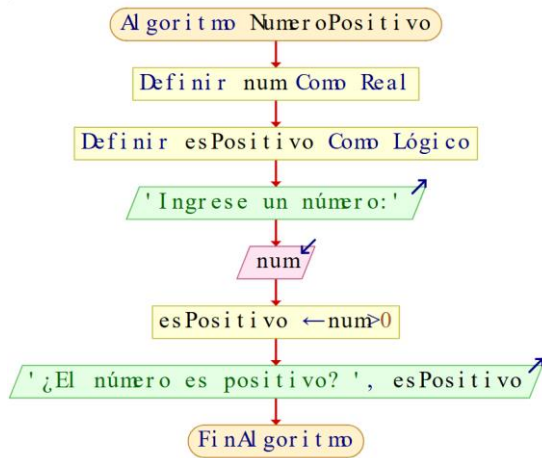 Algoritmo NumeroPositivo
Definir num Como Real
Definir esPositivo Como Lógico
'Ingrese un número:'
num
esPositivo ←num>0
'¿El número es positivo? ', esPositivo
FinAlgoritmo